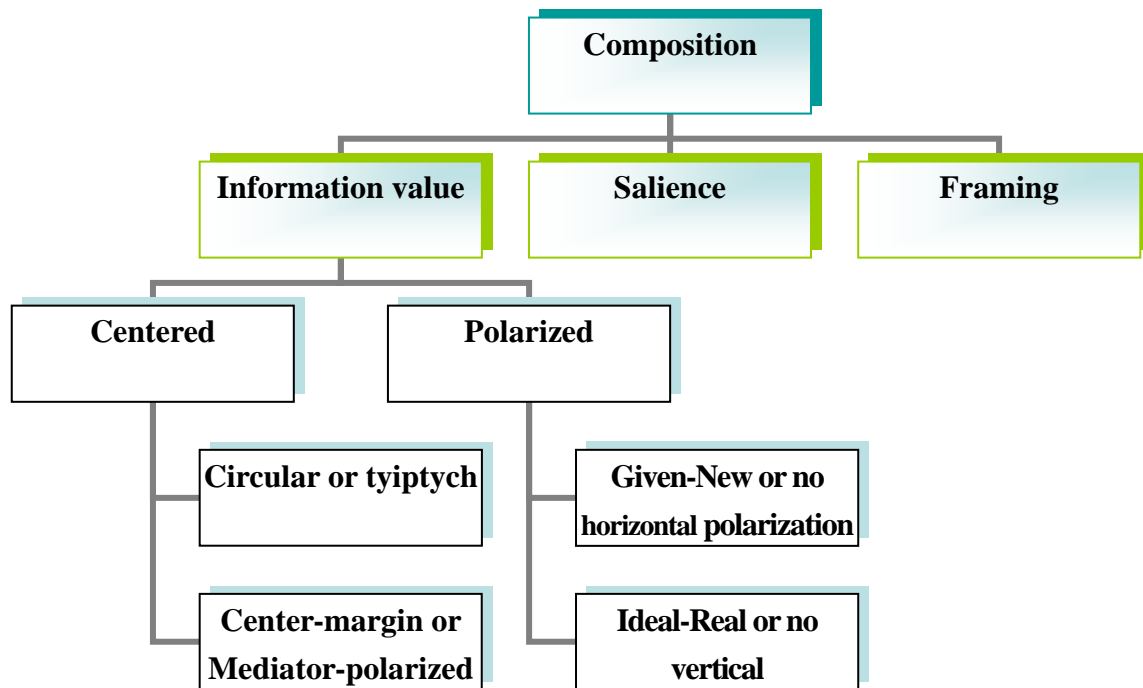 Composition
Information value
Salience
Framing
Centered
Polarized
Circular or tyiptych
Given-New or no
horizontal polarization
Center-margin or
Mediator-polarized
Ideal-Real or no
vertical